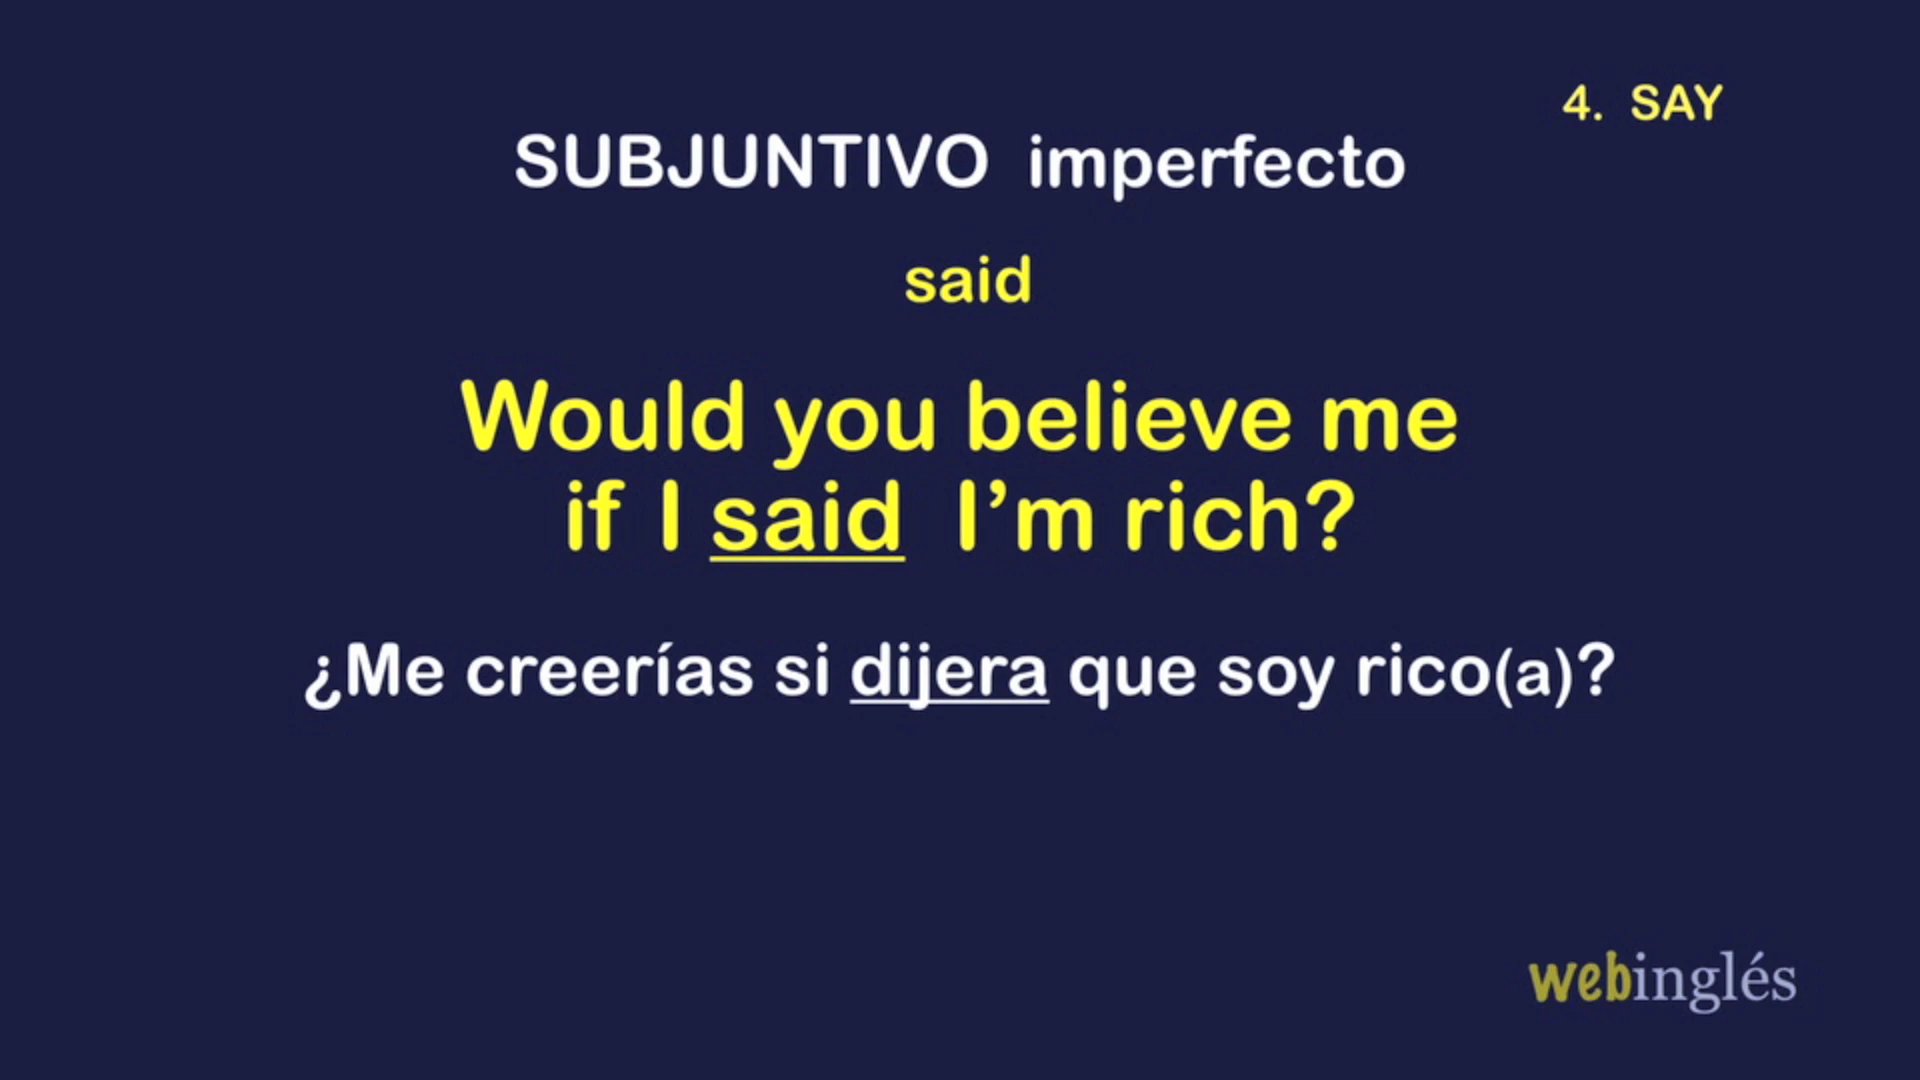 4. SAY
SUBJUNTIVO imperfecto
said
Would you believe me
if I said I'm rich?
¿Me creerías si dijera que soy rico(a)?
webinglés